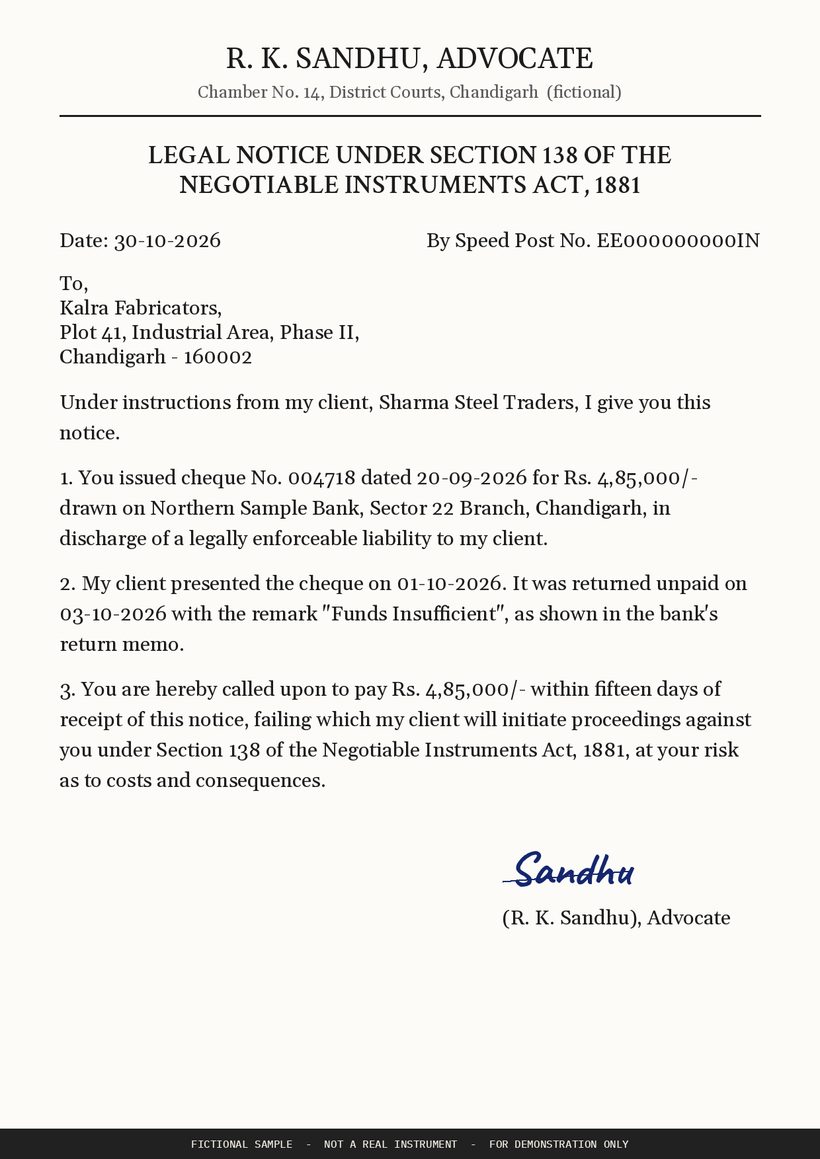 R. K. SANDHU, ADVOCATE
Chamber No. 14, District Courts, Chandigarh (fictional)
LEGAL NOTICE UNDER SECTION 138 OF THE
NEGOTIABLE INSTRUMENTS ACT, 1881
Date: 30-10-2026 By Speed Post No. EE000000000IN
To,
Kalra Fabricators,
Plot 41, Industrial Area, Phase II,
Chandigarh - 160002
Under instructions from my client, Sharma Steel Traders, I give you this
notice.
1. You issued cheque No. 004718 dated 20-09-2026 for Rs. 4,85,000/-
drawn on Northern Sample Bank, Sector 22 Branch, Chandigarh, in
discharge of a legally enforceable liability to my client.
2. My client presented the cheque on 01-10-2026. It was returned unpaid on
03-10-2026 with the remark "Funds Insufficient", as shown in the bank's
return memo.
3. You are hereby called upon to pay Rs. 4,85,000/- within fifteen days of
receipt of this notice, failing which my client will initiate proceedings against
you under Section 138 of the Negotiable Instruments Act, 1881, at your risk
as to costs and consequences.
Sandhu
(R. K. Sandhu), Advocate
FICTIONAL SAMPLE - NOT A REAL INSTRUMENT - FOR DEMONSTRATION ONLY